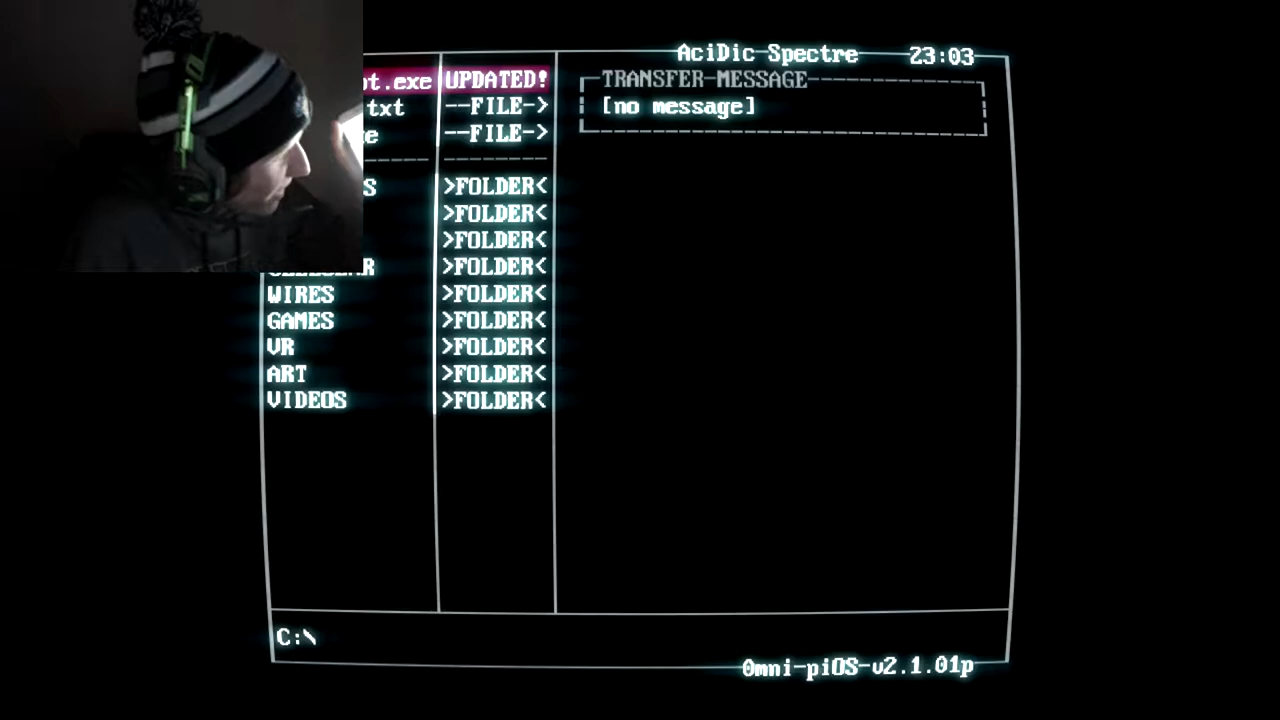 AciDic Spectre 23:03
TRANSFER-MESSAGE
[no message]
.exe UPDATED!
txt --FILE->
--FILE->
>FOLDER<
>FOLDER<
>FOLDER<
>FOLDER<
WIRES >FOLDER<
GAMES >FOLDER<
VR >FOLDER<
ART >FOLDER<
VIDEOS >FOLDER<
C:\
0mni-piOS-v2.1.01p